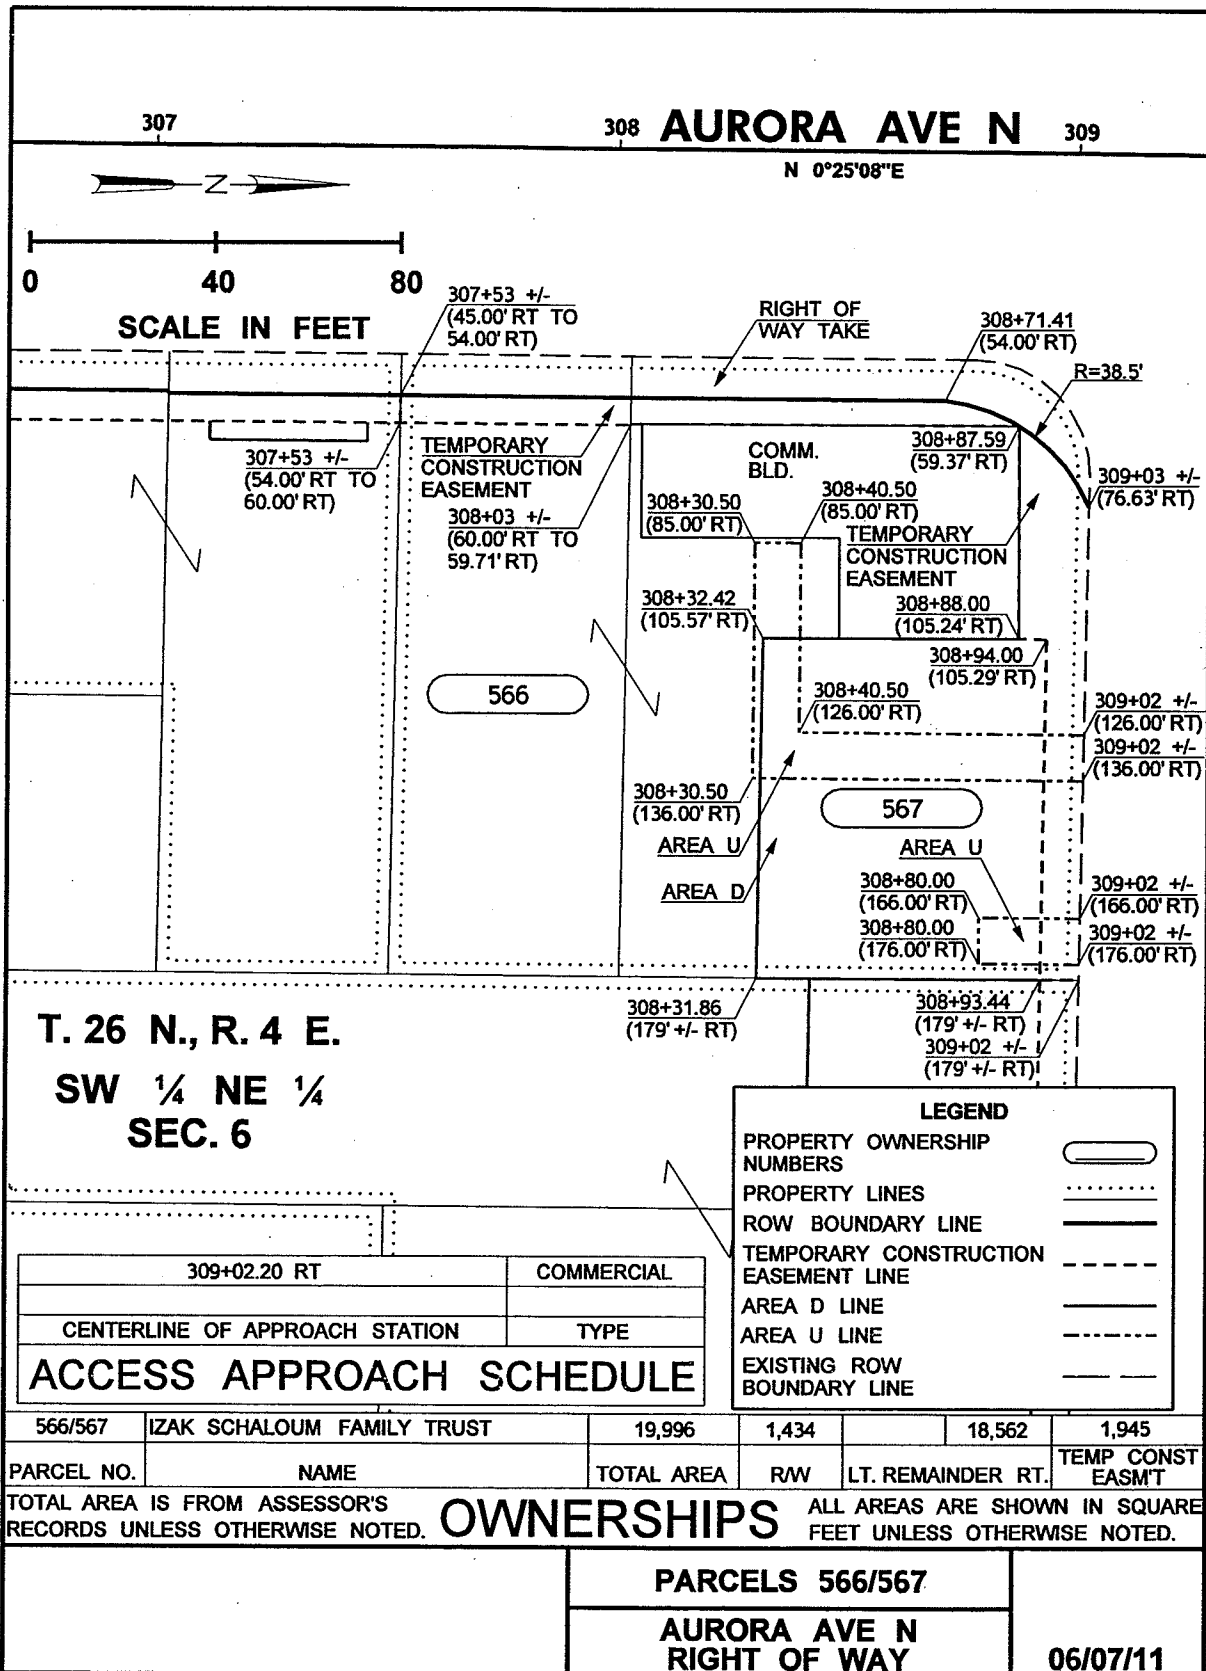 307
308
AURORA AVE N
309
N 0°25'08"E
Z
0
40
80
SCALE IN FEET
307+53 +/-
(45.00' RT TO
54.00' RT)
RIGHT OF
WAY TAKE
308+71.41
(54.00' RT)
R=38.5'
307+53 +/-
(54.00' RT TO
60.00' RT)
TEMPORARY
CONSTRUCTION
EASEMENT
308+03 +/-
(60.00' RT TO
59.71' RT)
COMM.
BLD.
308+87.59
(59.37' RT)
309+03 +/-
(76.63' RT)
308+30.50
(85.00' RT)
308+40.50
(85.00' RT)
TEMPORARY
CONSTRUCTION
EASEMENT
308+32.42
(105.57' RT)
308+88.00
(105.24' RT)
308+94.00
(105.29' RT)
566
308+40.50
(126.00' RT)
309+02 +/-
(126.00' RT)
309+02 +/-
(136.00' RT)
308+30.50
(136.00' RT)
567
AREA U
AREA D
AREA U
308+80.00
(166.00' RT)
308+80.00
(176.00' RT)
309+02 +/-
(166.00' RT)
309+02 +/-
(176.00' RT)
308+31.86
(179' +/- RT)
308+93.44
(179' +/- RT)
309+02 +/-
(179' +/- RT)
T. 26 N., R. 4 E.
SW ¼ NE ¼
SEC. 6
LEGEND
PROPERTY OWNERSHIP
NUMBERS
PROPERTY LINES
ROW BOUNDARY LINE
TEMPORARY CONSTRUCTION
EASEMENT LINE
AREA D LINE
AREA U LINE
EXISTING ROW
BOUNDARY LINE
309+02.20 RT COMMERCIAL
CENTERLINE OF APPROACH STATION TYPE
ACCESS APPROACH SCHEDULE
566/567 IZAK SCHALOUM FAMILY TRUST 19,996 1,434 18,562 1,945
PARCEL NO. NAME TOTAL AREA R/W LT. REMAINDER RT. TEMP CONST
EASM'T
TOTAL AREA IS FROM ASSESSOR'S
RECORDS UNLESS OTHERWISE NOTED.
OWNERSHIPS
ALL AREAS ARE SHOWN IN SQUARE
FEET UNLESS OTHERWISE NOTED.
PARCELS 566/567
AURORA AVE N
RIGHT OF WAY
06/07/11